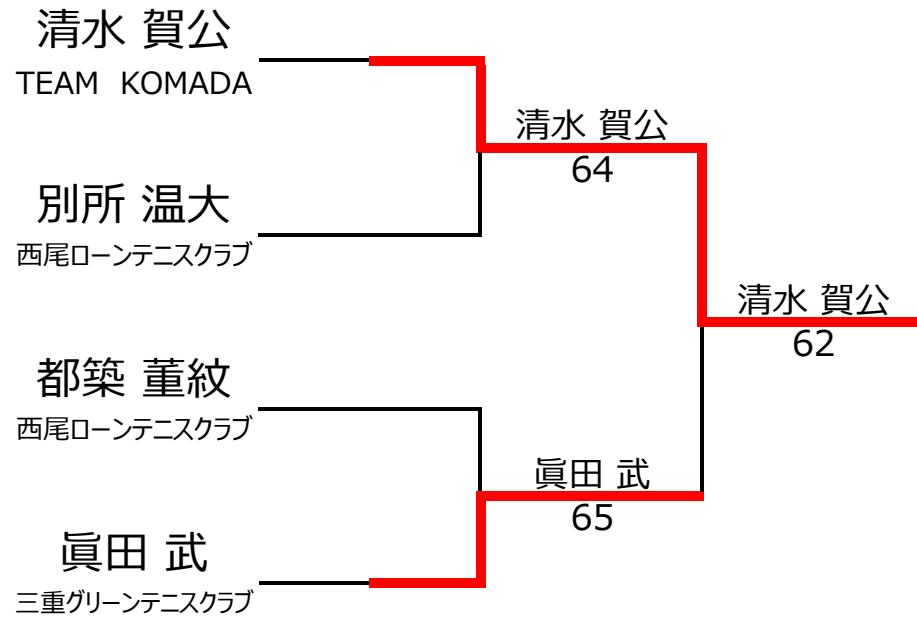 清水 賀公
TEAM KOMADA
清水 賀公
64
別所 温大
西尾ローンテニスクラブ
清水 賀公
62
都築 董紋
西尾ローンテニスクラブ
眞田 武
65
眞田 武
三重グリーンテニスクラブ